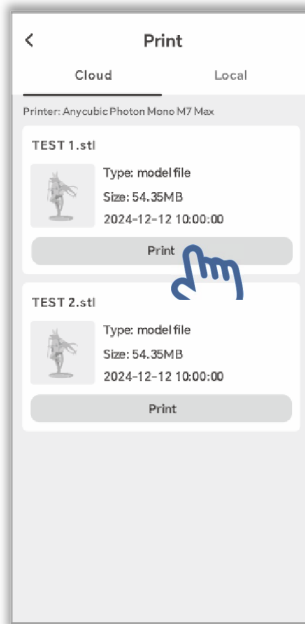 Print
Cloud Local
Printer: Anycubic Photon Mono M7 Max
TEST 1.stl
Type: model file
Size: 54.35MB
2024-12-12 10:00:00
Print
TEST 2.stl
Type: model file
Size: 54.35MB
2024-12-12 10:00:00
Print